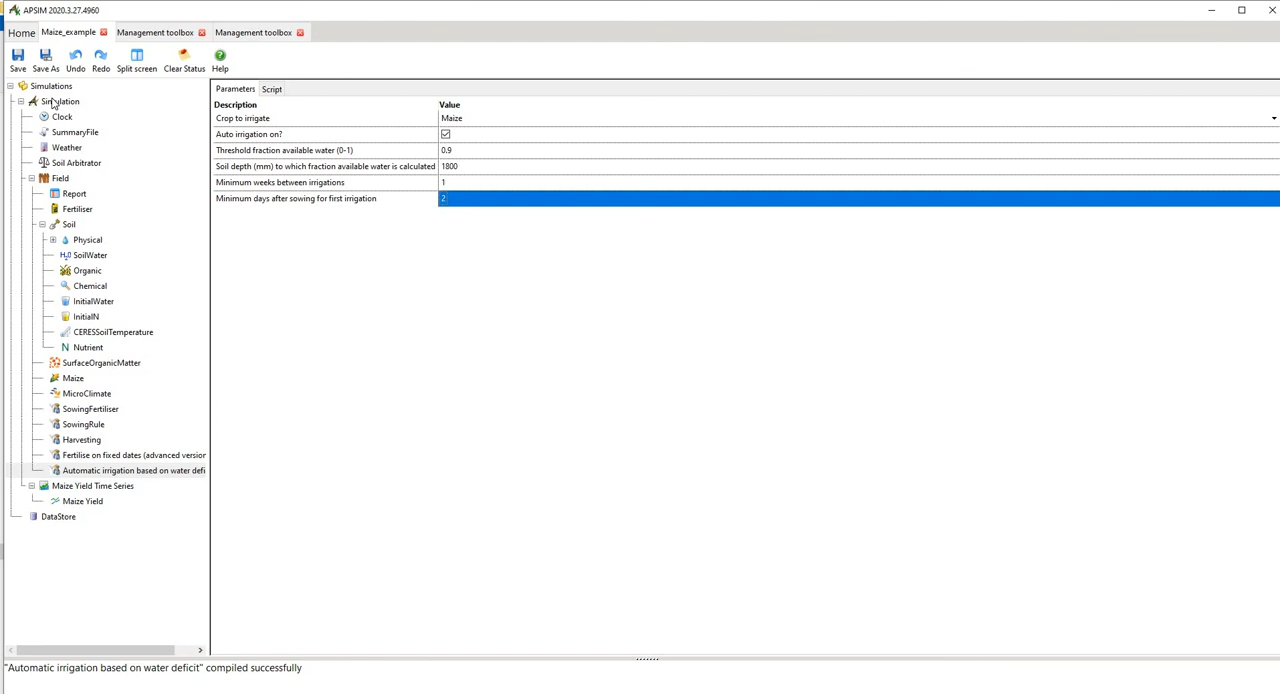 APSIM 2020.3.27.4960
Home Maize_example Management toolbox Management toolbox
Save Save As Undo Redo Split screen Clear Status Help
Simulations
Simulation
Clock
SummaryFile
Weather
Soil Arbitrator
Field
Report
Fertiliser
Soil
Physical
SoilWater
Organic
Chemical
InitialWater
InitialN
CERESSoilTemperature
Nutrient
SurfaceOrganicMatter
Maize
MicroClimate
SowingFertiliser
SowingRule
Harvesting
Fertilise on fixed dates (advanced version
Automatic irrigation based on water defi
Maize Yield Time Series
Maize Yield
DataStore
Parameters Script
Description Value
Crop to irrigate Maize
Auto irrigation on?
Threshold fraction available water (0-1) 0.9
Soil depth (mm) to which fraction available water is calculated 1800
Minimum weeks between irrigations 1
Minimum days after sowing for first irrigation 2
"Automatic irrigation based on water deficit" compiled successfully